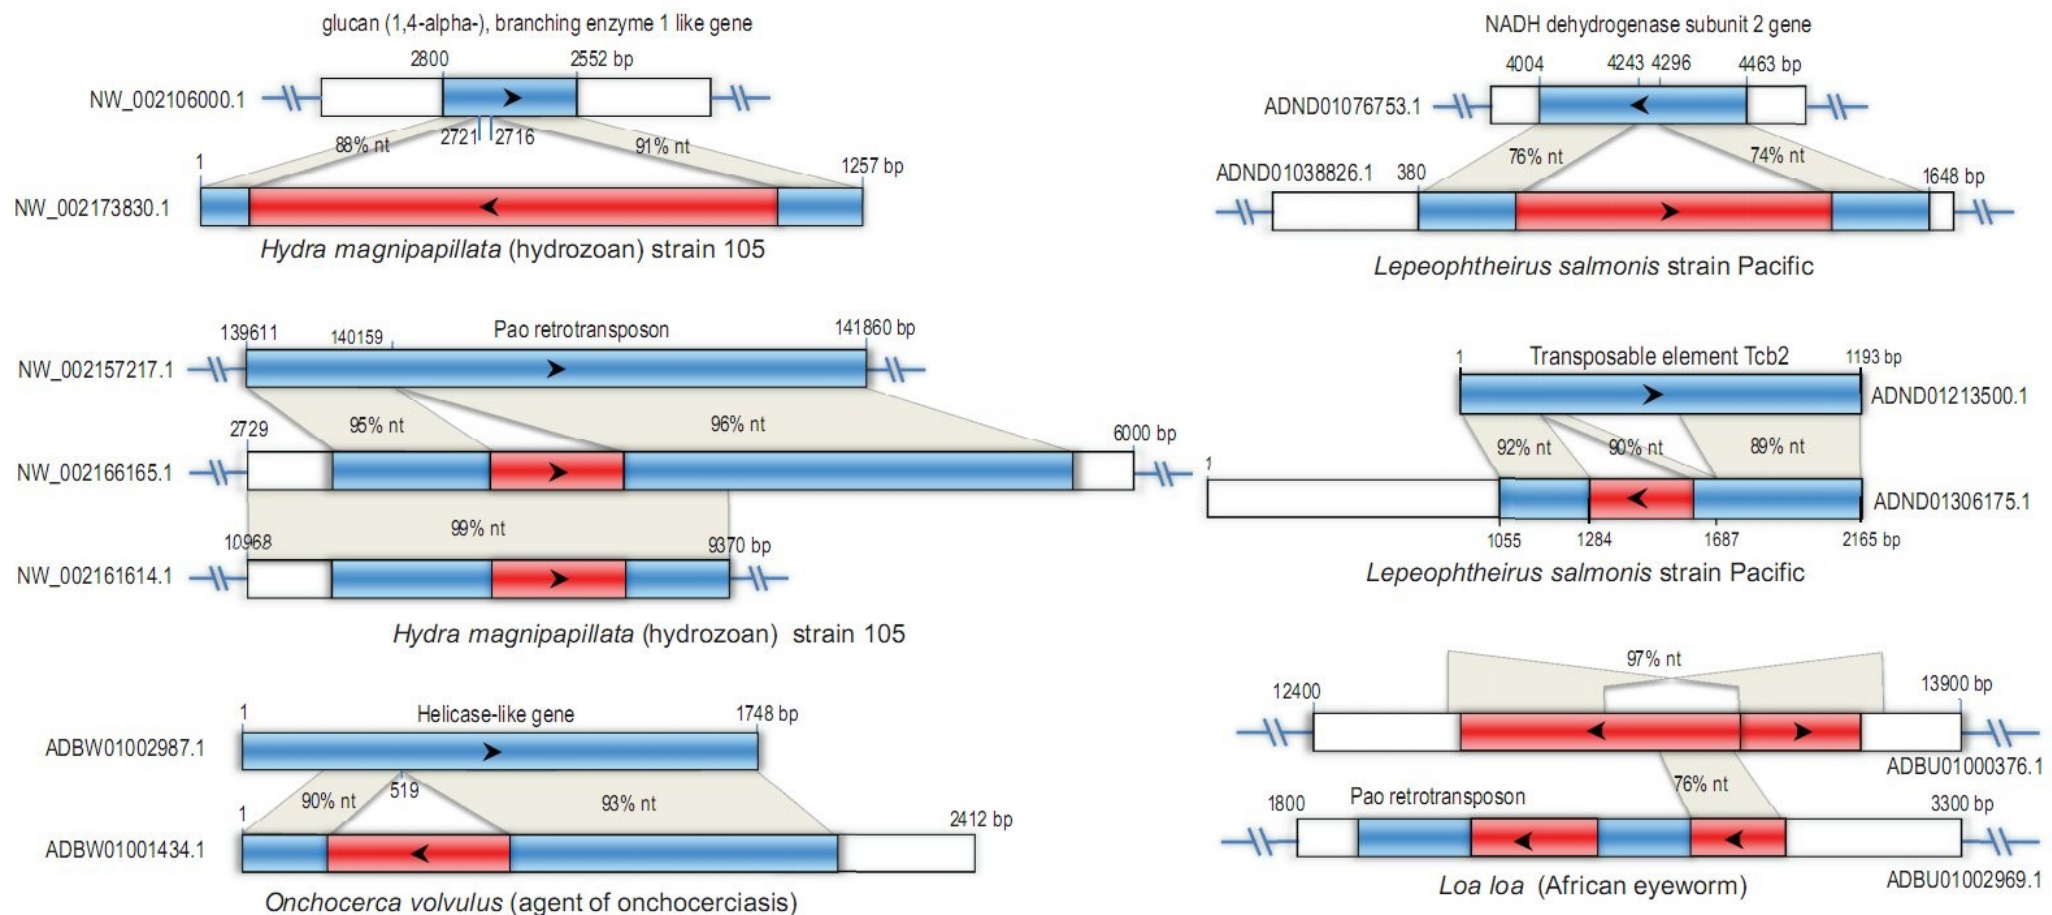 glucan (1,4-alpha-), branching enzyme 1 like gene
2800 2552 bp
NW_002106000.1
2721 2716
88% nt 91% nt
1 1257 bp
NW_002173830.1
Hydra magnipapillata (hydrozoan) strain 105
NADH dehydrogenase subunit 2 gene
4004 4243 4296 4463 bp
ADND01076753.1
76% nt 74% nt
ADND01038826.1 380 1648 bp
Lepeophtheirus salmonis strain Pacific
139611 140159 Pao retrotransposon 141860 bp
NW_002157217.1
95% nt 96% nt
2729 6000 bp
NW_002166165.1
99% nt
10968 9370 bp
NW_002161614.1
Hydra magnipapillata (hydrozoan) strain 105
1 Transposable element Tcb2 1193 bp
ADND01213500.1
92% nt 90% nt 89% nt
1
ADND01306175.1
1055 1284 1687 2165 bp
Lepeophtheirus salmonis strain Pacific
1 Helicase-like gene 1748 bp
ADBW01002987.1
519
90% nt 93% nt
1 2412 bp
ADBW01001434.1
Onchocerca volvulus (agent of onchocerciasis)
97% nt
12400 13900 bp
ADBU01000376.1
76% nt
1800 Pao retrotransposon 3300 bp
ADBU01002969.1
Loa loa (African eyeworm)